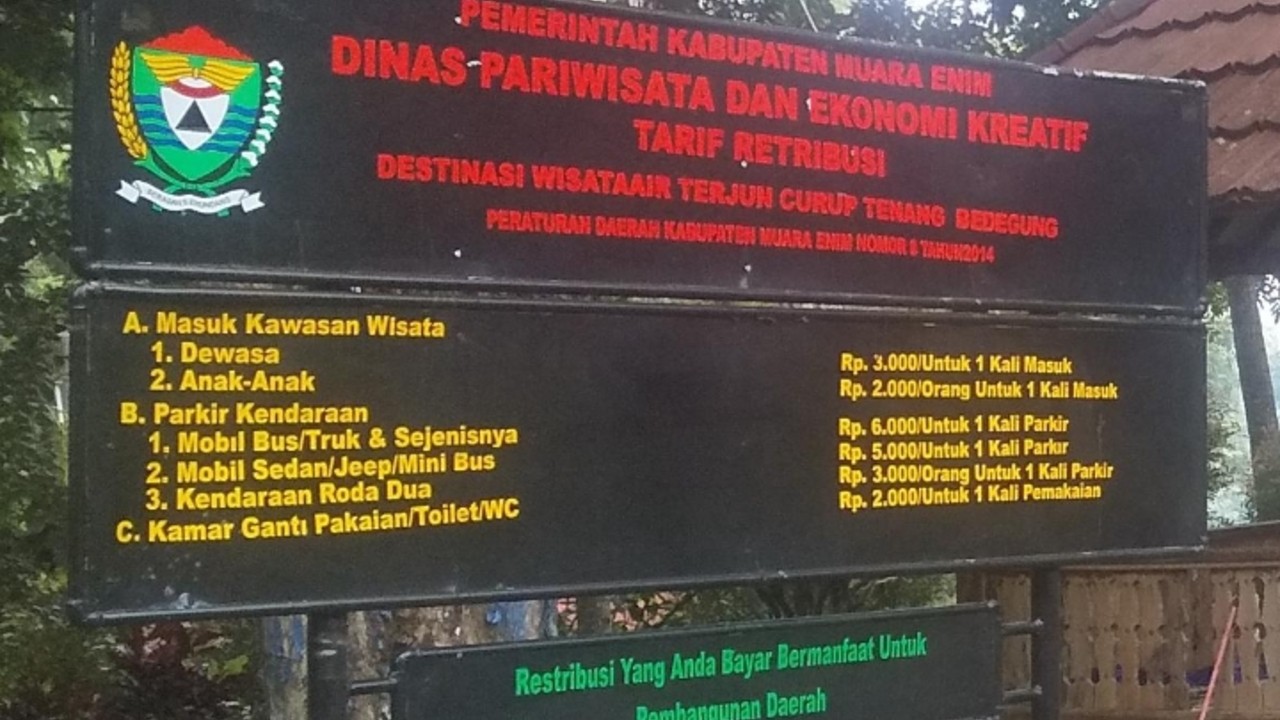 PEMERINTAH KABUPATEN MUARA ENIM
DINAS PARIWISATA DAN EKONOMI KREATIF
TARIF RETRIBUSI
DESTINASI WISATAAIR TERJUN CURUP TENANG BEDEGUNG
PERATURAN DAERAH KABUPATEN MUARA ENIM NOMOR 8 TAHUN2014
A. Masuk Kawasan Wisata
1. Dewasa Rp. 3.000/Untuk 1 Kali Masuk
2. Anak-Anak Rp. 2.000/Orang Untuk 1 Kali Masuk
B. Parkir Kendaraan
1. Mobil Bus/Truk & Sejenisnya Rp. 6.000/Untuk 1 Kali Parkir
2. Mobil Sedan/Jeep/Mini Bus Rp. 5.000/Untuk 1 Kali Parkir
3. Kendaraan Roda Dua Rp. 3.000/Orang Untuk 1 Kali Parkir
C. Kamar Ganti Pakaian/Toilet/WC Rp. 2.000/Untuk 1 Kali Pemakaian
Restribusi Yang Anda Bayar Bermanfaat Untuk
Pembangunan Daerah